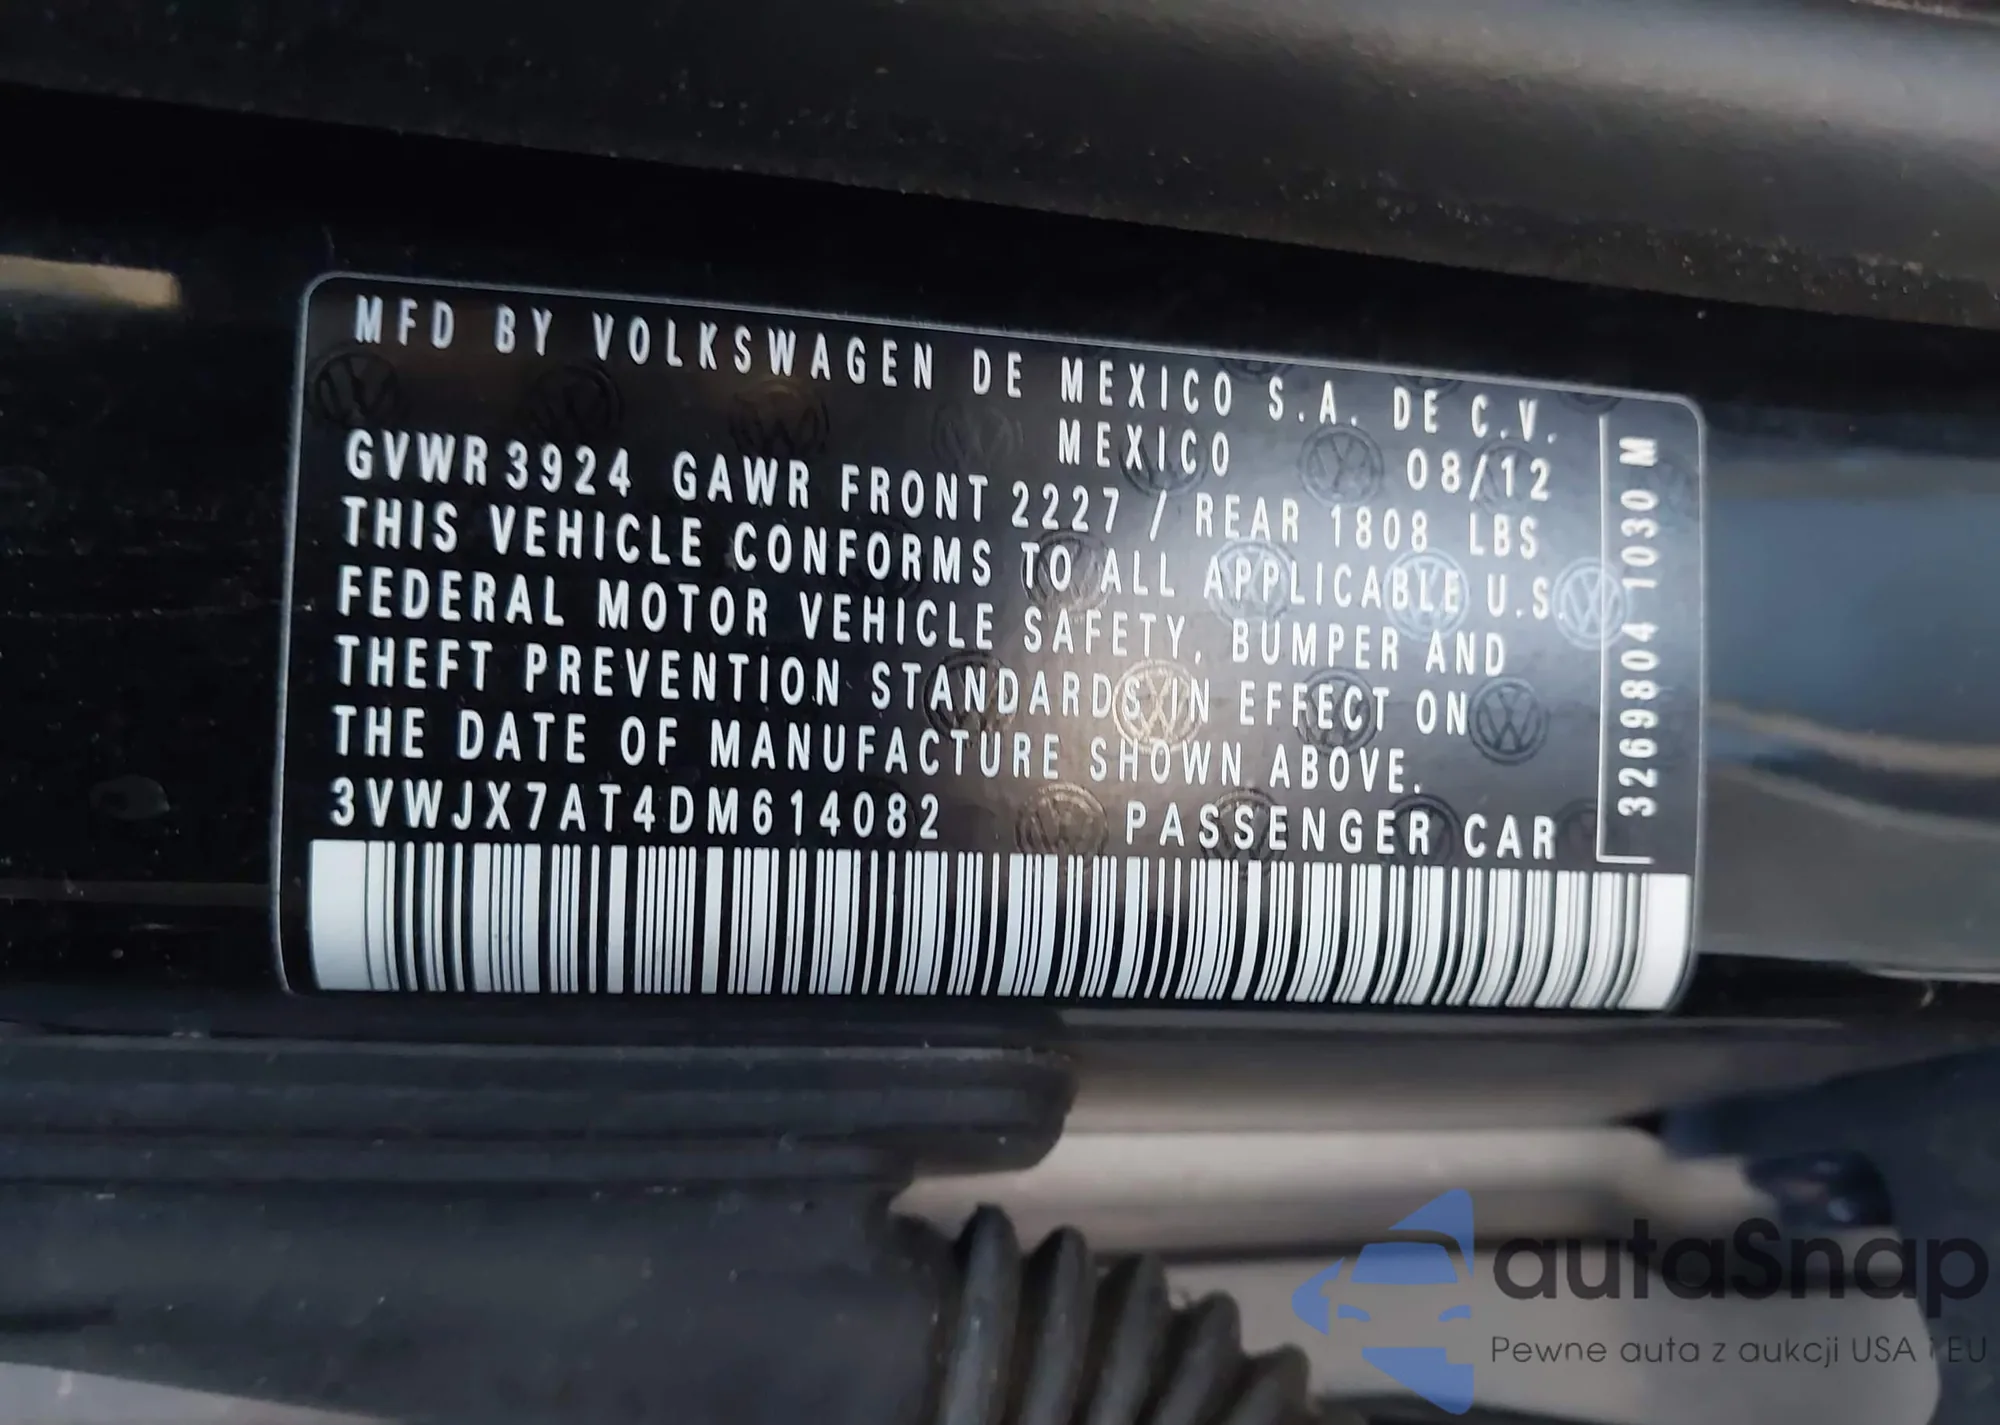 MFD BY VOLKSWAGEN DE MEXICO S.A. DE C.V.
MEXICO 08/12
GVWR 3924 GAWR FRONT 2227 / REAR 1808 LBS
THIS VEHICLE CONFORMS TO ALL APPLICABLE U.S.
FEDERAL MOTOR VEHICLE SAFETY, BUMPER AND
THEFT PREVENTION STANDARDS IN EFFECT ON
THE DATE OF MANUFACTURE SHOWN ABOVE.
3VWJX7AT4DM614082 PASSENGER CAR
3269804 1030 M
autaSnap
Pewne auta z aukcji USA i EU